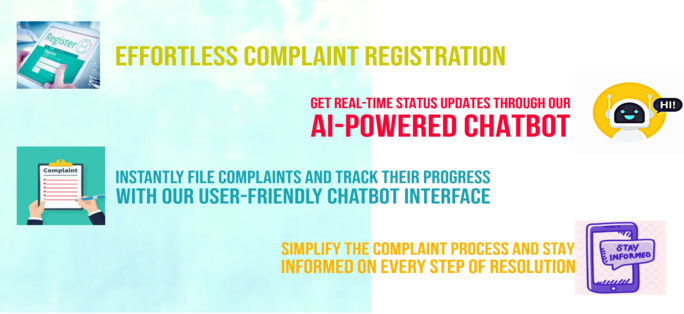 Register
EFFORTLESS COMPLAINT REGISTRATION
GET REAL-TIME STATUS UPDATES THROUGH OUR
AI-POWERED CHATBOT
HI!
Complaint
INSTANTLY FILE COMPLAINTS AND TRACK THEIR PROGRESS
WITH OUR USER-FRIENDLY CHATBOT INTERFACE
SIMPLIFY THE COMPLAINT PROCESS AND STAY
INFORMED ON EVERY STEP OF RESOLUTION
STAY
INFORMED